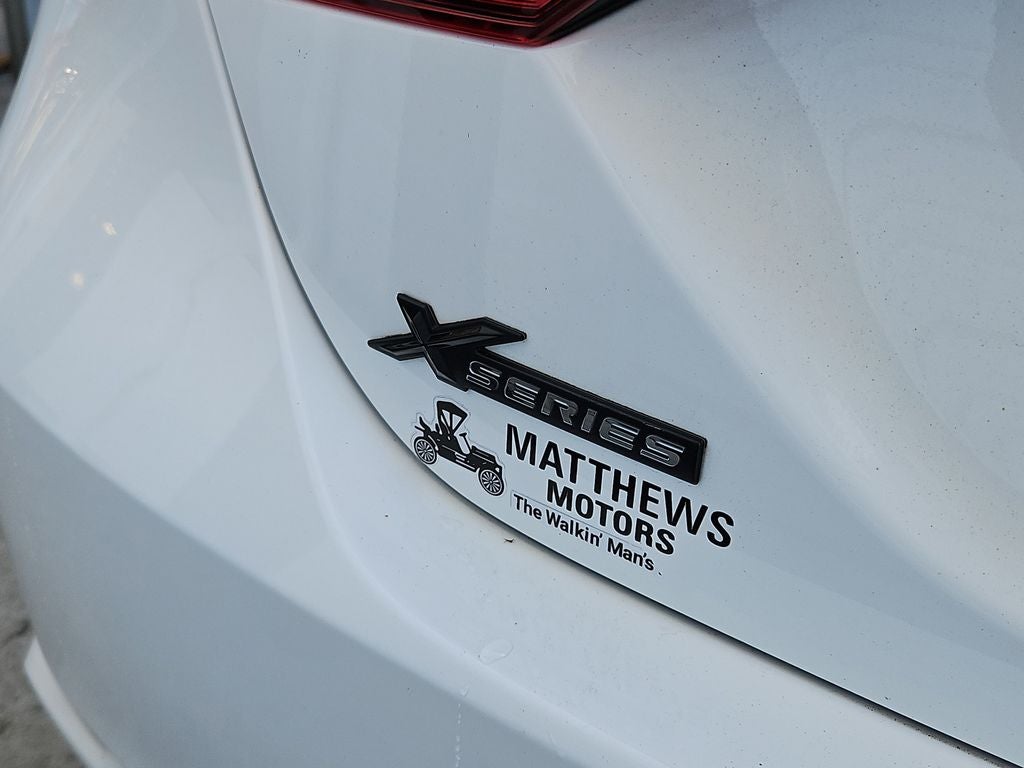 X
SERIES
MATTHEWS
MOTORS
The Walkin' Man's